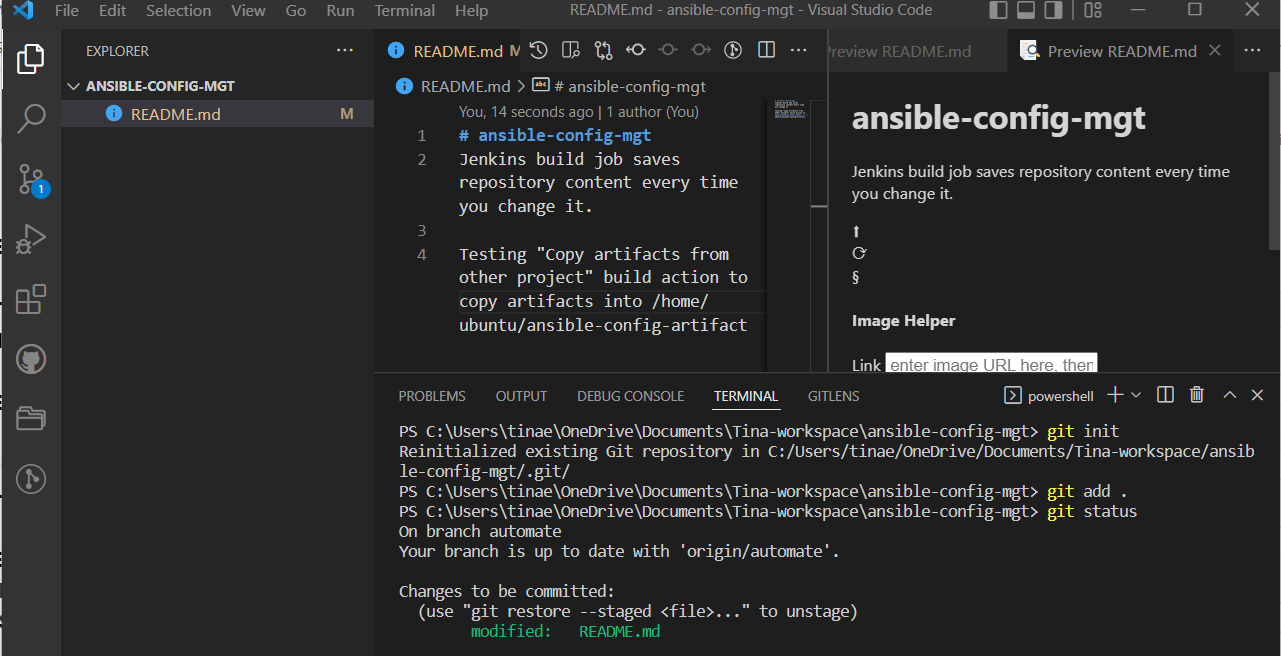 File Edit Selection View Go Run Terminal Help README.md - ansible-config-mgt - Visual Studio Code
EXPLORER
ANSIBLE-CONFIG-MGT
README.md M
1
README.md M
README.md > # ansible-config-mgt
You, 14 seconds ago | 1 author (You)
1 # ansible-config-mgt
2 Jenkins build job saves
repository content every time
you change it.
3
4 Testing "Copy artifacts from
other project" build action to
copy artifacts into /home/
ubuntu/ansible-config-artifact
Preview README.md
Preview README.md
ansible-config-mgt
Jenkins build job saves repository content every time
you change it.
⬆
⟳
§
Image Helper
Link enter image URL here, then
PROBLEMS OUTPUT DEBUG CONSOLE TERMINAL GITLENS powershell
PS C:\Users\tinae\OneDrive\Documents\Tina-workspace\ansible-config-mgt> git init
Reinitialized existing Git repository in C:/Users/tinae/OneDrive/Documents/Tina-workspace/ansib
le-config-mgt/.git/
PS C:\Users\tinae\OneDrive\Documents\Tina-workspace\ansible-config-mgt> git add .
PS C:\Users\tinae\OneDrive\Documents\Tina-workspace\ansible-config-mgt> git status
On branch automate
Your branch is up to date with 'origin/automate'.
Changes to be committed:
(use "git restore --staged <file>..." to unstage)
modified: README.md